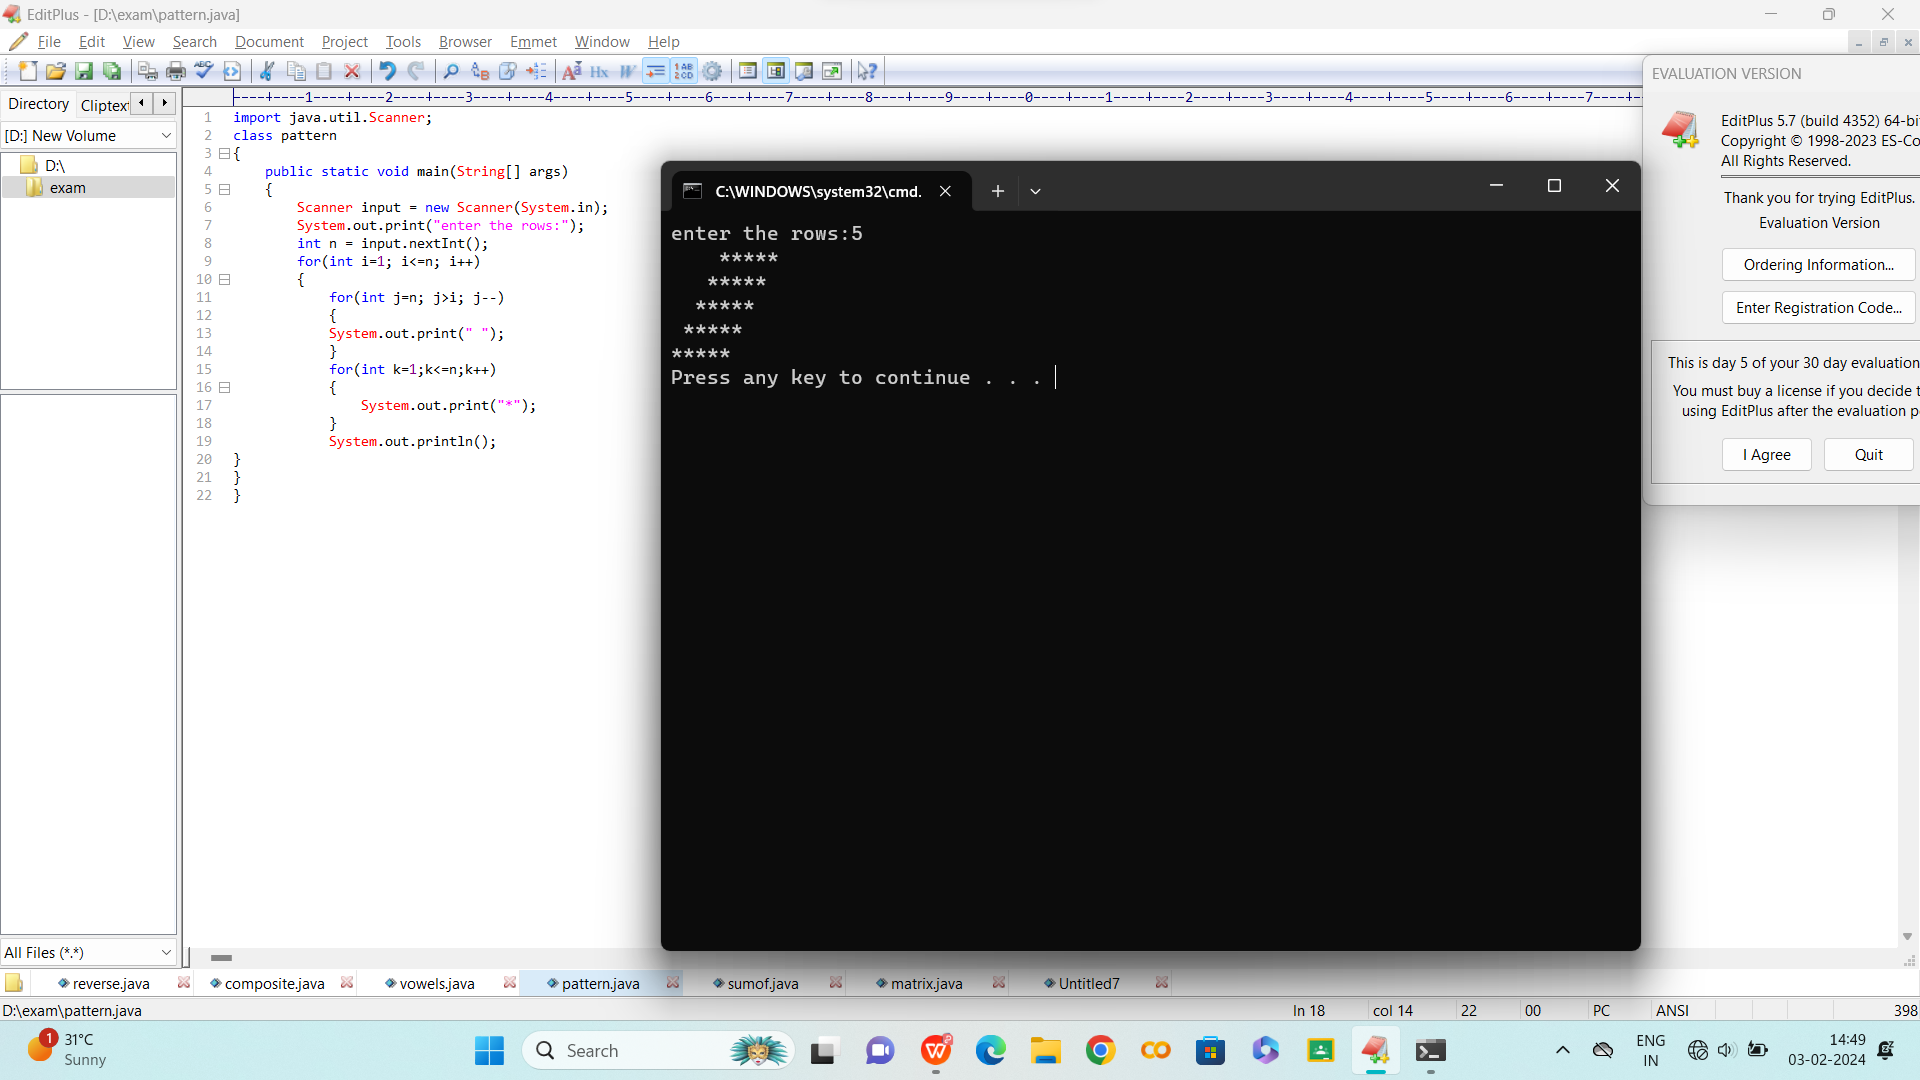 EditPlus - [D:\exam\pattern.java]
File Edit View Search Document Project Tools Browser Emmet Window Help
Directory Cliptext
[D:] New Volume
D:\
exam
----+----1----+----2----+----3----+----4----+----5----+----6----+----7----+----8----+----9----+----0----+----1----+----2----+----3----+----4----+----5----+----6----+----7----+-
1 import java.util.Scanner;
2 class pattern
3 {
4     public static void main(String[] args)
5     {
6         Scanner input = new Scanner(System.in);
7         System.out.print("enter the rows:");
8         int n = input.nextInt();
9         for(int i=1; i<=n; i++)
10         {
11             for(int j=n; j>i; j--)
12             {
13             System.out.print(" ");
14             }
15             for(int k=1;k<=n;k++)
16             {
17                 System.out.print("*");
18             }
19             System.out.println();
20 }
21 }
22 }
C:\WINDOWS\system32\cmd.
enter the rows:5
    *****
   *****
  *****
 *****
*****
Press any key to continue . . .
EVALUATION VERSION
EditPlus 5.7 (build 4352) 64-bi
Copyright © 1998-2023 ES-Co
All Rights Reserved.
Thank you for trying EditPlus.
Evaluation Version
Ordering Information...
Enter Registration Code...
This is day 5 of your 30 day evaluation
You must buy a license if you decide t
using EditPlus after the evaluation p
I Agree Quit
All Files (*.*)
reverse.java composite.java vowels.java pattern.java sumof.java matrix.java Untitled7
D:\exam\pattern.java ln 18 col 14 22 00 PC ANSI 398
1 31°C
Sunny
Search
ENG
IN
14:49
03-02-2024